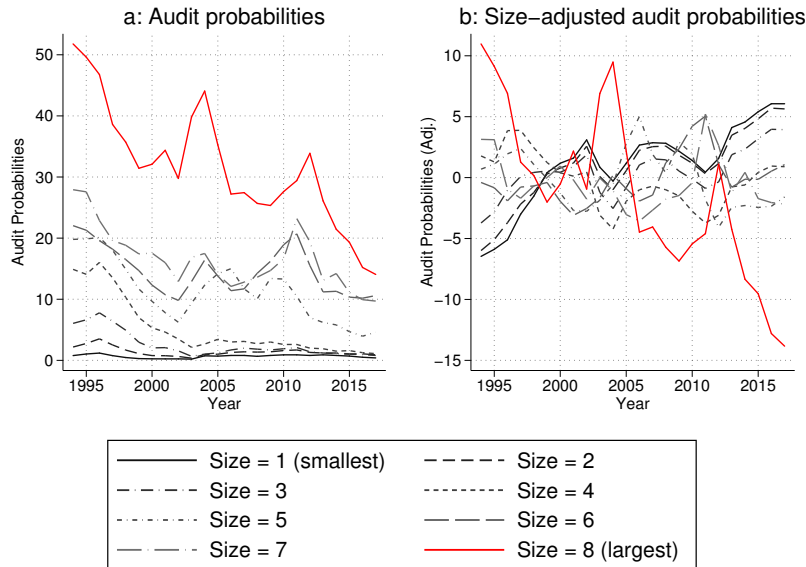 a: Audit probabilities
b: Size−adjusted audit probabilities
Audit Probabilities
50
40
30
20
10
0
1995 2000 2005 2010 2015
Year
Audit Probabilities (Adj.)
10
5
0
−5
−10
−15
1995 2000 2005 2010 2015
Year
Size = 1 (smallest)
Size = 2
Size = 3
Size = 4
Size = 5
Size = 6
Size = 7
Size = 8 (largest)